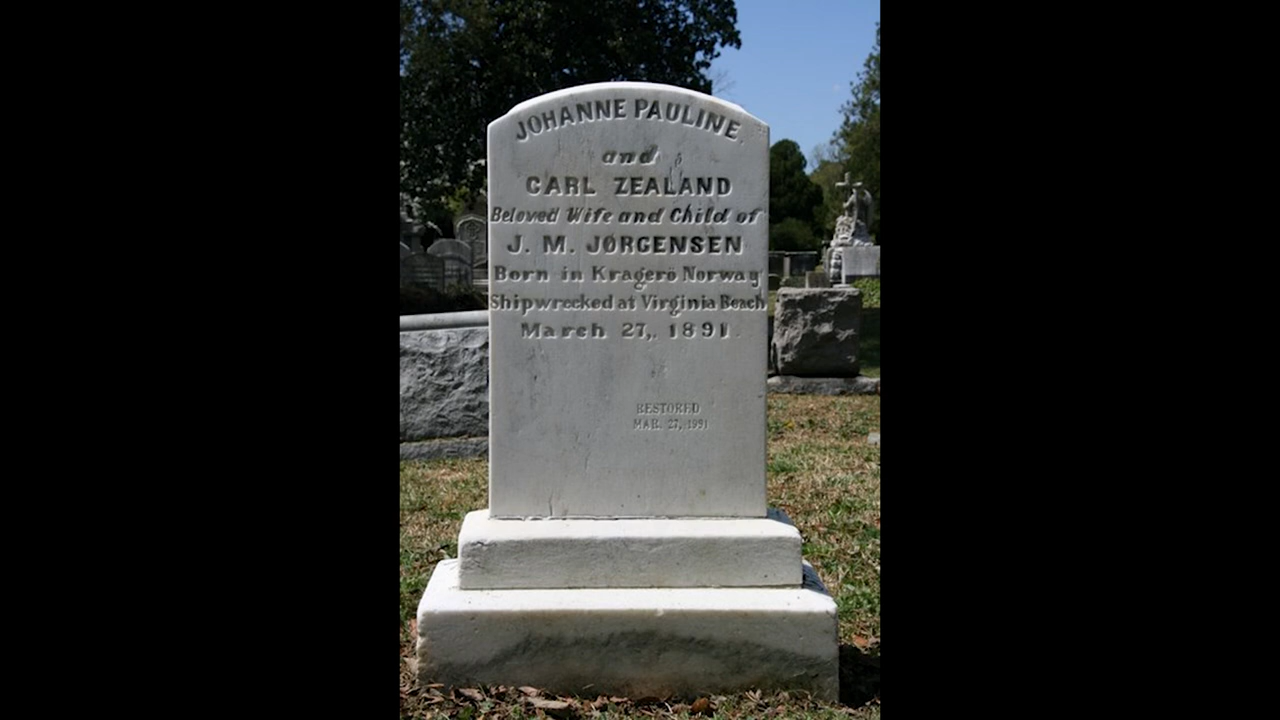 JOHANNE PAULINE
and
CARL ZEALAND
Beloved Wife and Child of
J. M. JØRGENSEN
Born in Kragerö Norway
Shipwrecked at Virginia Beach
March 27,. 1891.
RESTORED
MAR. 27, 1991